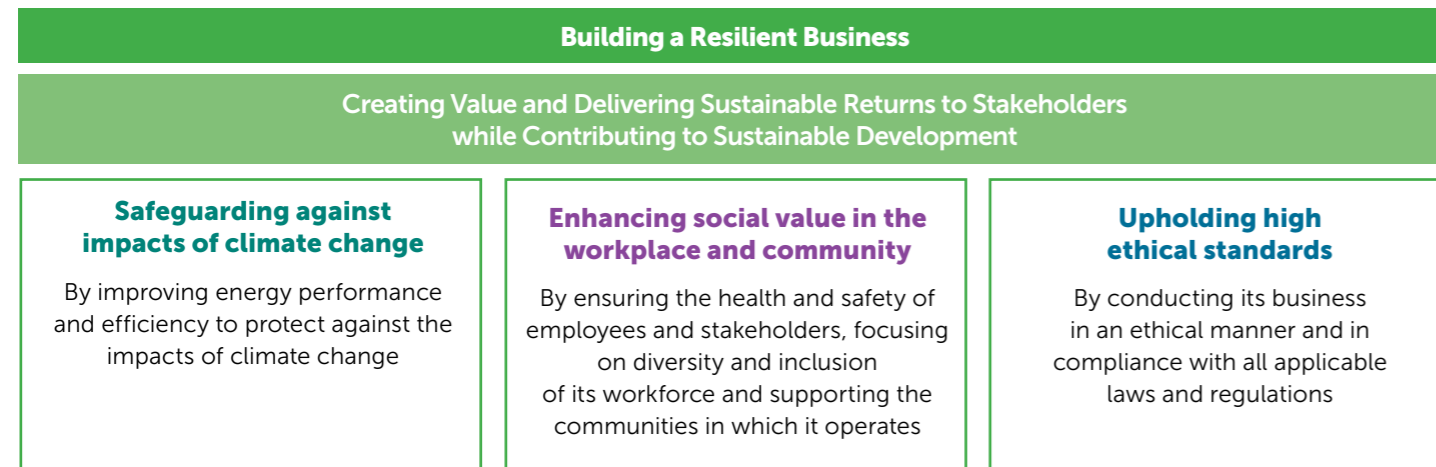 Building a Resilient Business
Creating Value and Delivering Sustainable Returns to Stakeholders
while Contributing to Sustainable Development
Safeguarding against
impacts of climate change
By improving energy performance
and efficiency to protect against the
impacts of climate change
Enhancing social value in the
workplace and community
By ensuring the health and safety of
employees and stakeholders, focusing
on diversity and inclusion
of its workforce and supporting the
communities in which it operates
Upholding high
ethical standards
By conducting its business
in an ethical manner and in
compliance with all applicable
laws and regulations